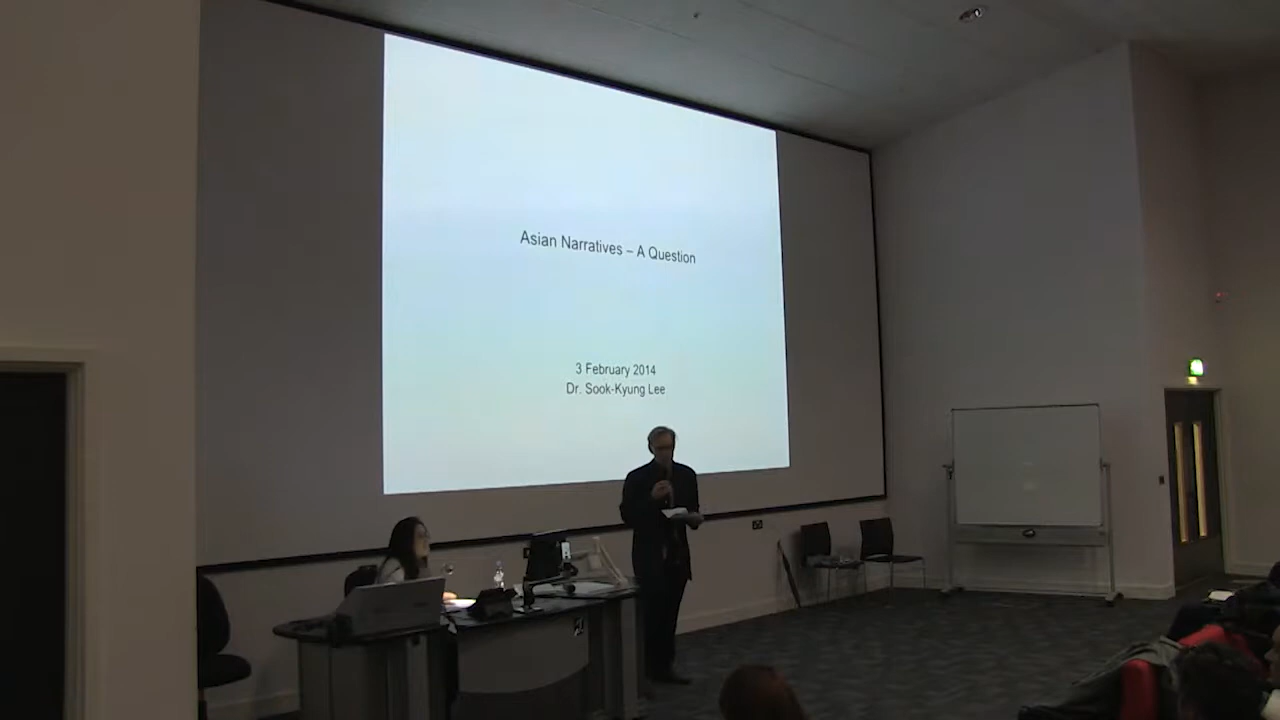 Asian Narratives – A Question
3 February 2014
Dr. Sook-Kyung Lee